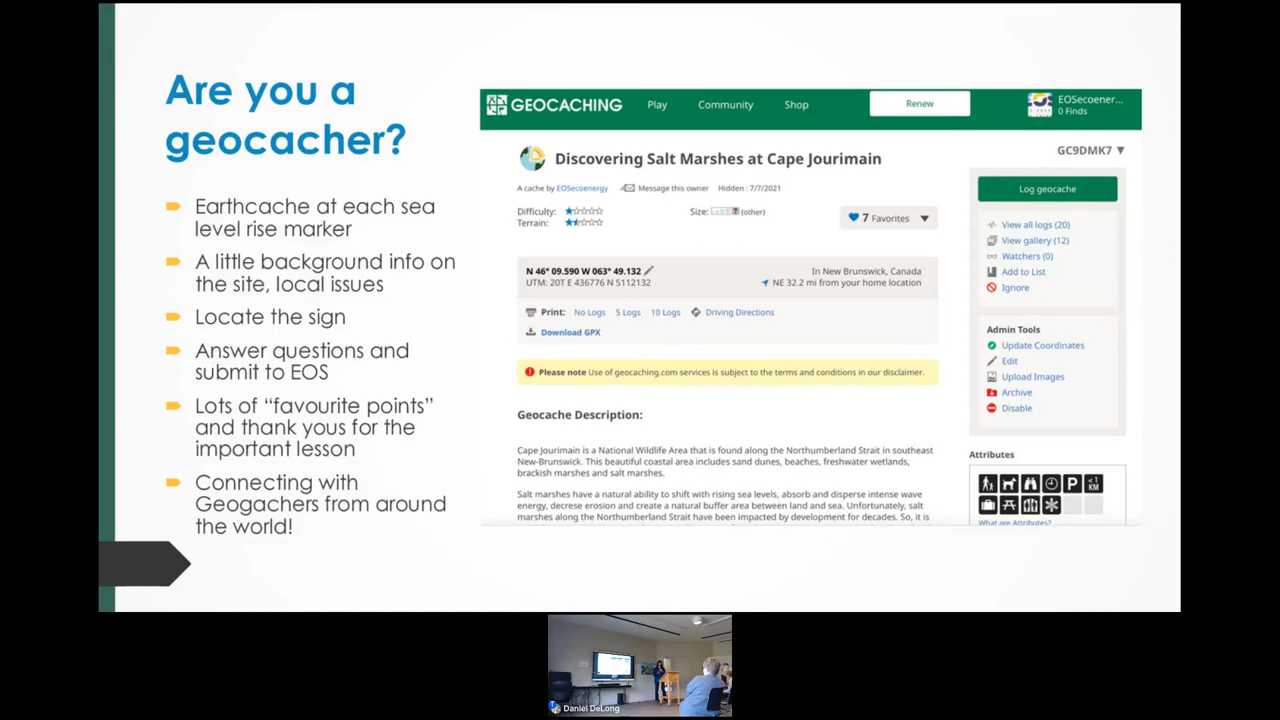 Are you a
geocacher?
Earthcache at each sea
level rise marker
A little background info on
the site, local issues
Locate the sign
Answer questions and
submit to EOS
Lots of “favourite points”
and thank yous for the
important lesson
Connecting with
Geogachers from around
the world!
GEOCACHING
Play
Community
Shop
Renew
EOSecoener...
0 Finds
Discovering Salt Marshes at Cape Jourimain
GC9DMK7
A cache by EOSecoenergy Message this owner Hidden : 7/7/2021
Difficulty:
Size: (other)
Terrain:
7 Favorites
N 46° 09.590 W 063° 49.132
In New Brunswick, Canada
UTM: 20T E 436776 N 5112132
NE 32.2 mi from your home location
Print: No Logs 5 Logs 10 Logs Driving Directions
Download GPX
Please note Use of geocaching.com services is subject to the terms and conditions in our disclaimer.
Geocache Description:
Cape Jourimain is a National Wildlife Area that is found along the Northumberland Strait in southeast
New-Brunswick. This beautiful coastal area includes sand dunes, beaches, freshwater wetlands,
brackish marshes and salt marshes.
Salt marshes have a natural ability to shift with rising sea levels, absorb and disperse intense wave
energy, decrease erosion and create a natural buffer area between land and sea. Unfortunately, salt
marshes along the Northumberland Strait have been impacted by development for decades. So, it is
Log geocache
View all logs (20)
View gallery (12)
Watchers (0)
Add to List
Ignore
Admin Tools
Update Coordinates
Edit
Upload Images
Archive
Disable
Attributes
P
<1
KM
What are Attributes?
Daniel DeLong